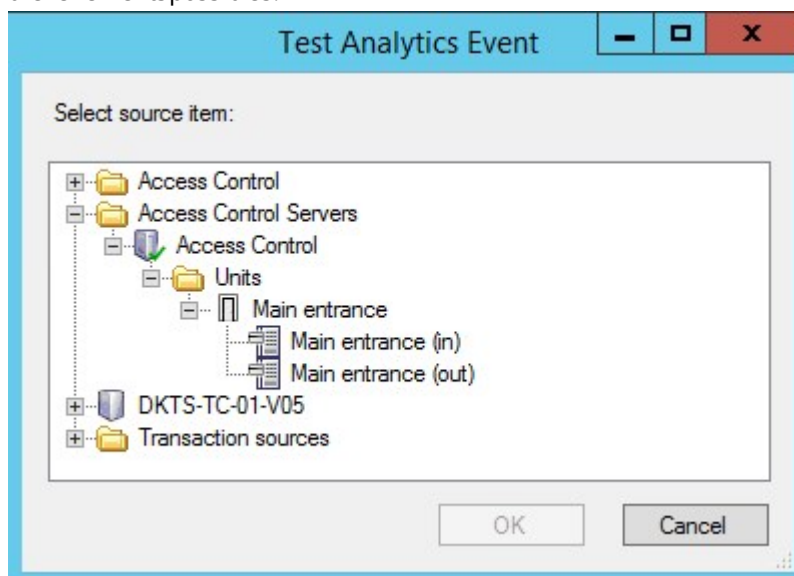 Test Analytics Event
Select source item:
Access Control
Access Control Servers
Access Control
Units
Main entrance
Main entrance (in)
Main entrance (out)
DKTS-TC-01-V05
Transaction sources
OK
Cancel